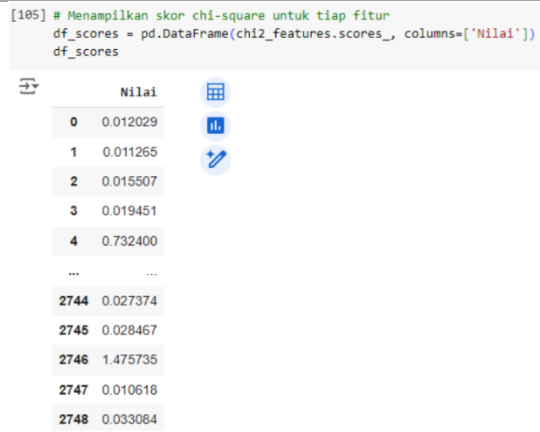 [105] # Menampilkan skor chi-square untuk tiap fitur
df_scores = pd.DataFrame(chi2_features.scores_, columns=['Nilai'])
df_scores
Nilai
0 0.012029
1 0.011265
2 0.015507
3 0.019451
4 0.732400
... ...
2744 0.027374
2745 0.028467
2746 1.475735
2747 0.010618
2748 0.033084